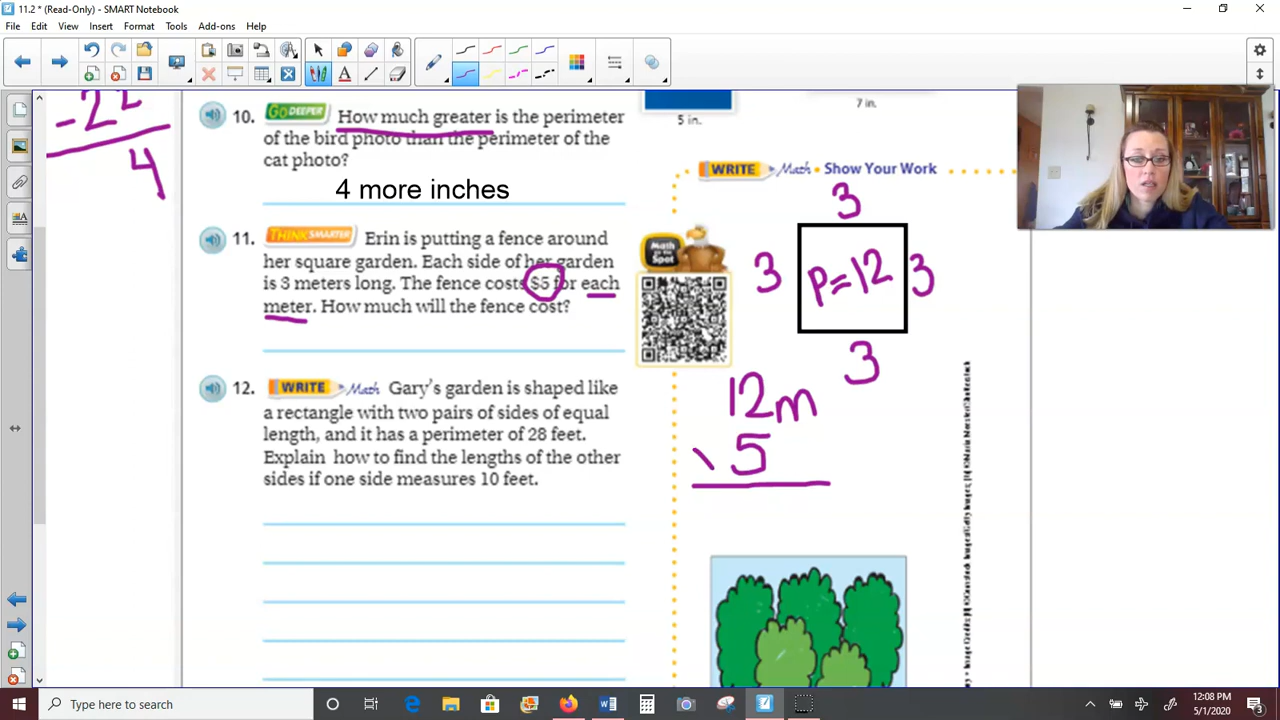 11.2 * (Read-Only) - SMART Notebook
File Edit View Insert Format Tools Add-ons Help
- 22
4
10. GO DEEPER How much greater is the perimeter
of the bird photo than the perimeter of the
cat photo?
4 more inches
5 in.
7 in.
WRITE Math • Show Your Work
11. THINK SMARTER Erin is putting a fence around
her square garden. Each side of her garden
is 3 meters long. The fence costs $5 for each
meter. How much will the fence cost?
Math
on the
Spot
3
3 P=12 3
3
12m
5
12. WRITE Math Gary's garden is shaped like
a rectangle with two pairs of sides of equal
length, and it has a perimeter of 28 feet.
Explain how to find the lengths of the other
sides if one side measures 10 feet.
Type here to search
12:08 PM
5/1/2020